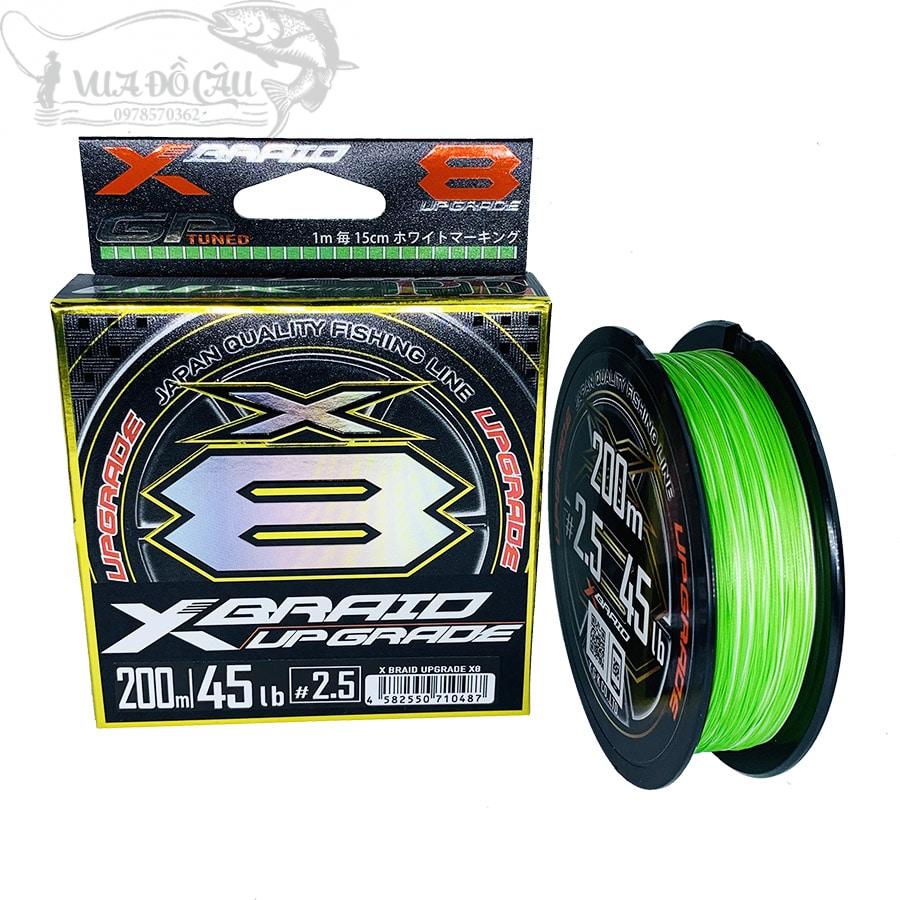 VUA ĐỒ CÂU
0978570362
X BRAID
8
UPGRADE
G.P TUNED
1m 毎 15cm ホワイトマーキング
JAPAN QUALITY FISHING LINE
UPGRADE
UPGRADE
X
8
X BRAID
UPGRADE
200m 45lb #2.5
X BRAID UPGRADE X8
4 582550 710487
JAPAN QUALITY FISHING LINE
200m
#2.5 45lb
X BRAID
UPGRADE